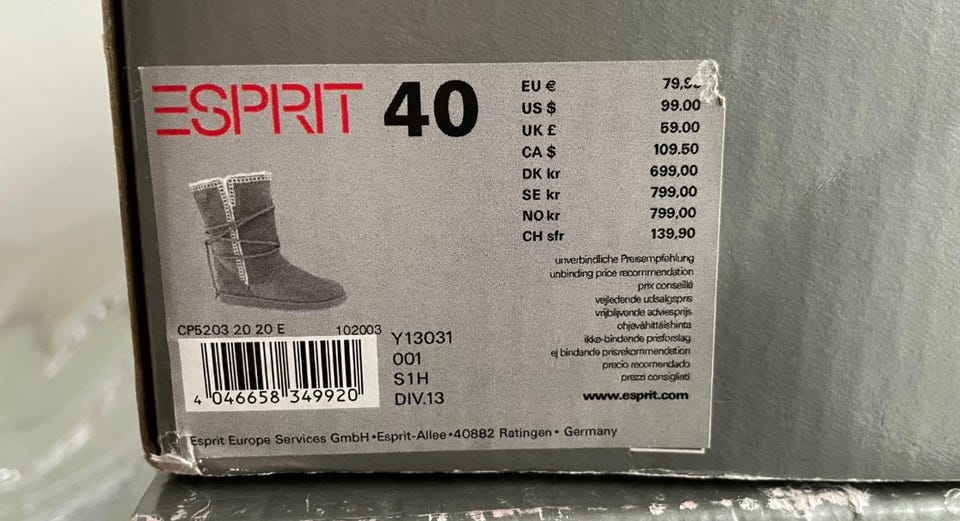 ESPRIT 40
EU € 79,9
US $ 99.00
UK £ 59.00
CA $ 109.50
DK kr 699,00
SE kr 799,00
NO kr 799,00
CH sfr 139,90
unverbindliche Preisempfehlung
unbinding price recommendation
prix conseillé
vejledende udsalgspris
vrijblijvende adviesprijs
ohjevähittäishinta
ikke-bindende prisforslag
ej bindande prisrekommendation
precio recomendado
prezzi consigliati
www.esprit.com
CP5203 20 20 E 102003
4 046658 349920
Y13031
001
S1H
DIV.13
Esprit Europe Services GmbH•Esprit-Allee•40882 Ratingen• Germany